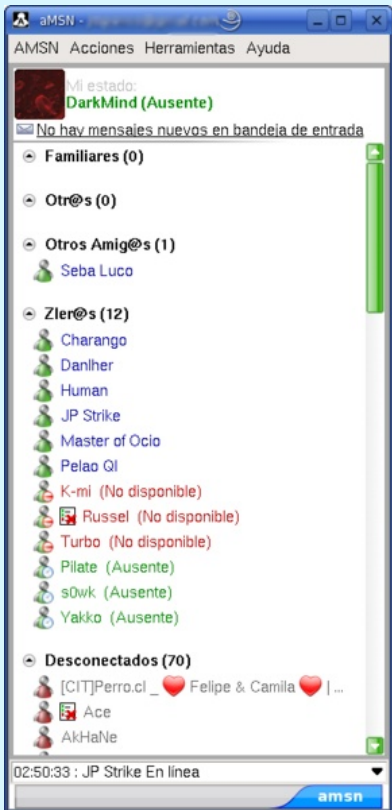 aMSN -
AMSN Acciones Herramientas Ayuda
Mi estado:
DarkMind (Ausente)
No hay mensajes nuevos en bandeja de entrada
Familiares (0)
Otr@s (0)
Otros Amig@s (1)
Seba Luco
Zler@s (12)
Charango
Danlher
Human
JP Strike
Master of Ocio
Pelao QI
K-mi (No disponible)
Russel (No disponible)
Turbo (No disponible)
Pilate (Ausente)
s0wk (Ausente)
Yakko (Ausente)
Desconectados (70)
[CIT]Perro.cl _ ❤ Felipe & Camila ❤ | ...
Ace
AkHaNe
02:50:33 : JP Strike En línea
amsn